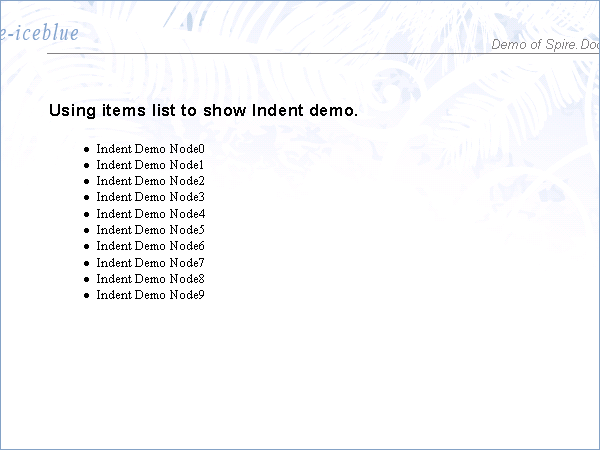 e-iceblue
Demo of Spire.Doc
Using items list to show Indent demo.
● Indent Demo Node0
● Indent Demo Node1
● Indent Demo Node2
● Indent Demo Node3
● Indent Demo Node4
● Indent Demo Node5
● Indent Demo Node6
● Indent Demo Node7
● Indent Demo Node8
● Indent Demo Node9